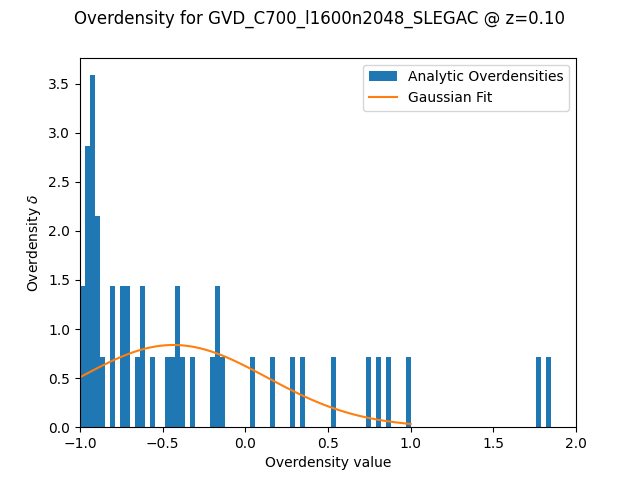 Overdensity for GVD_C700_l1600n2048_SLEGAC @ z=0.10
Analytic Overdensities
Gaussian Fit
Overdensity δ
3.5
3.0
2.5
2.0
1.5
1.0
0.5
0.0
−1.0 −0.5 0.0 0.5 1.0 1.5 2.0
Overdensity value